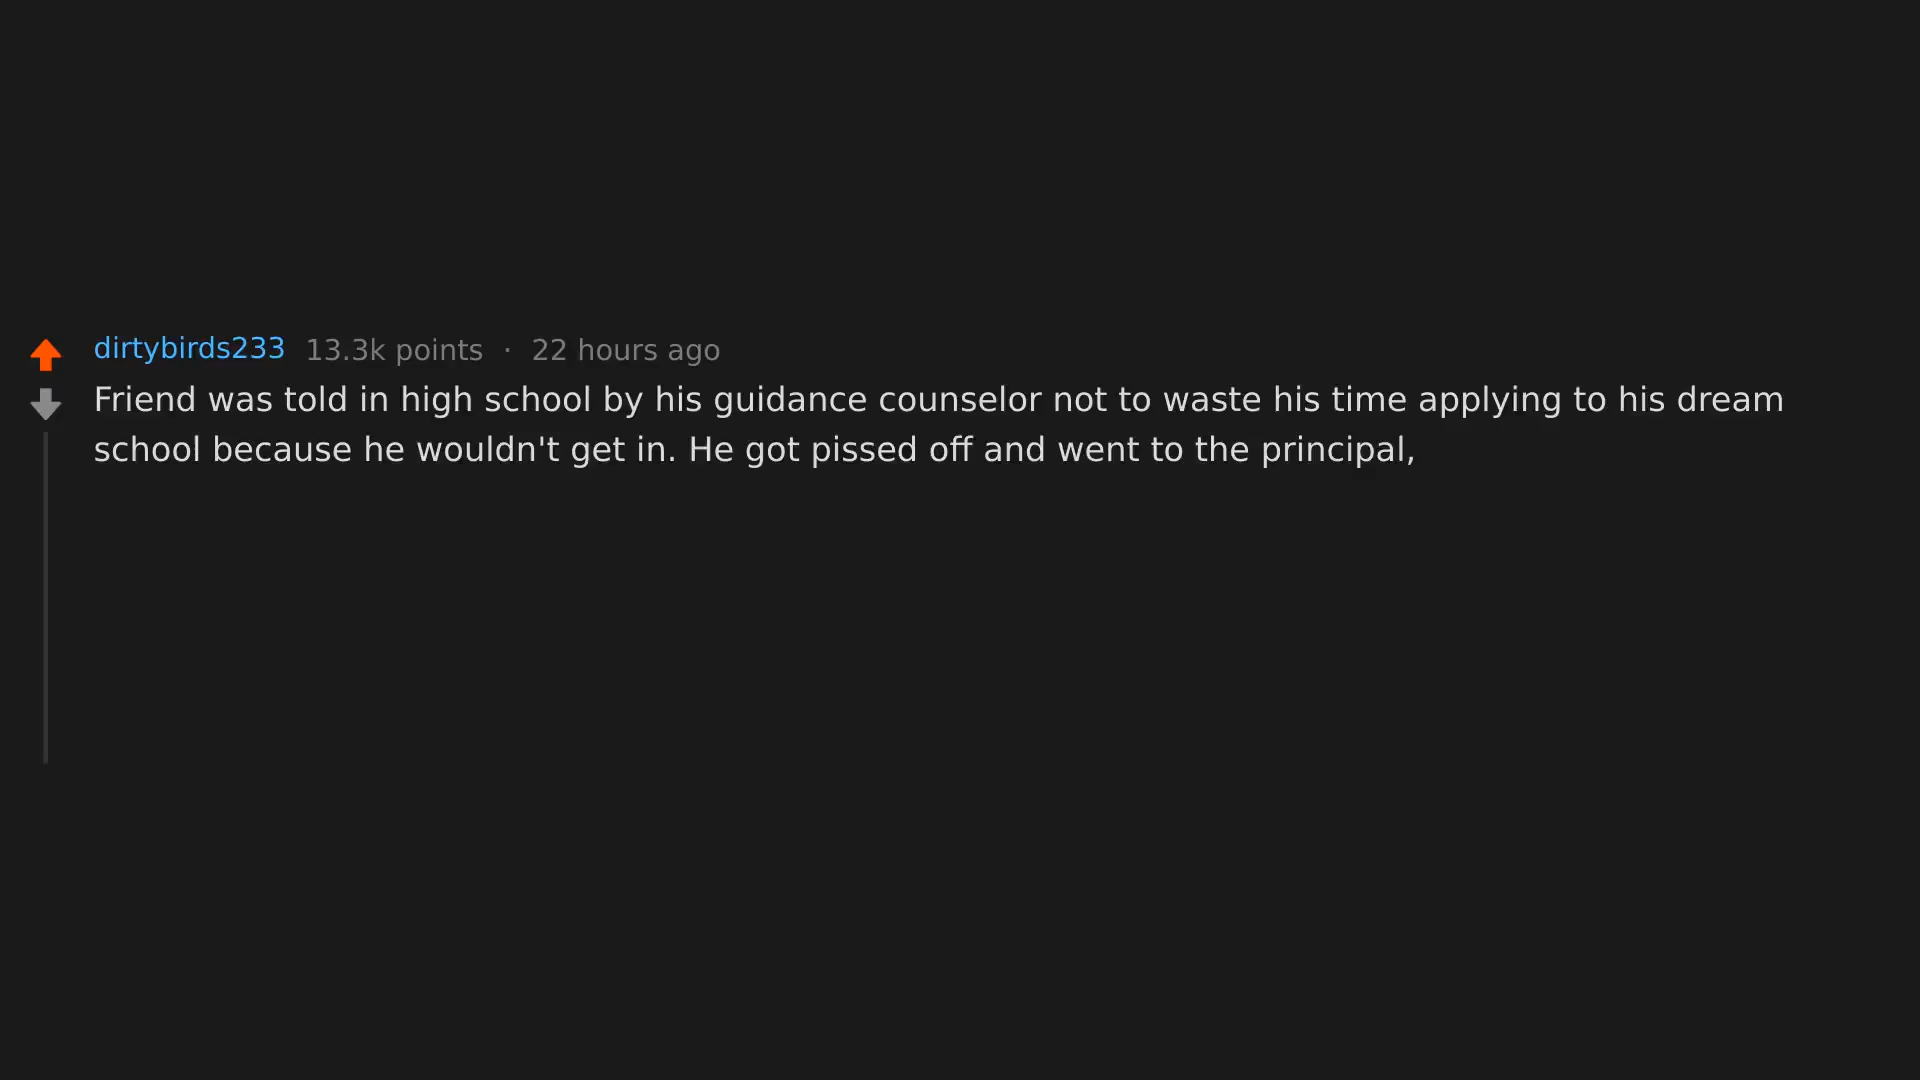 dirtybirds233 13.3k points · 22 hours ago
Friend was told in high school by his guidance counselor not to waste his time applying to his dream
school because he wouldn't get in. He got pissed off and went to the principal,